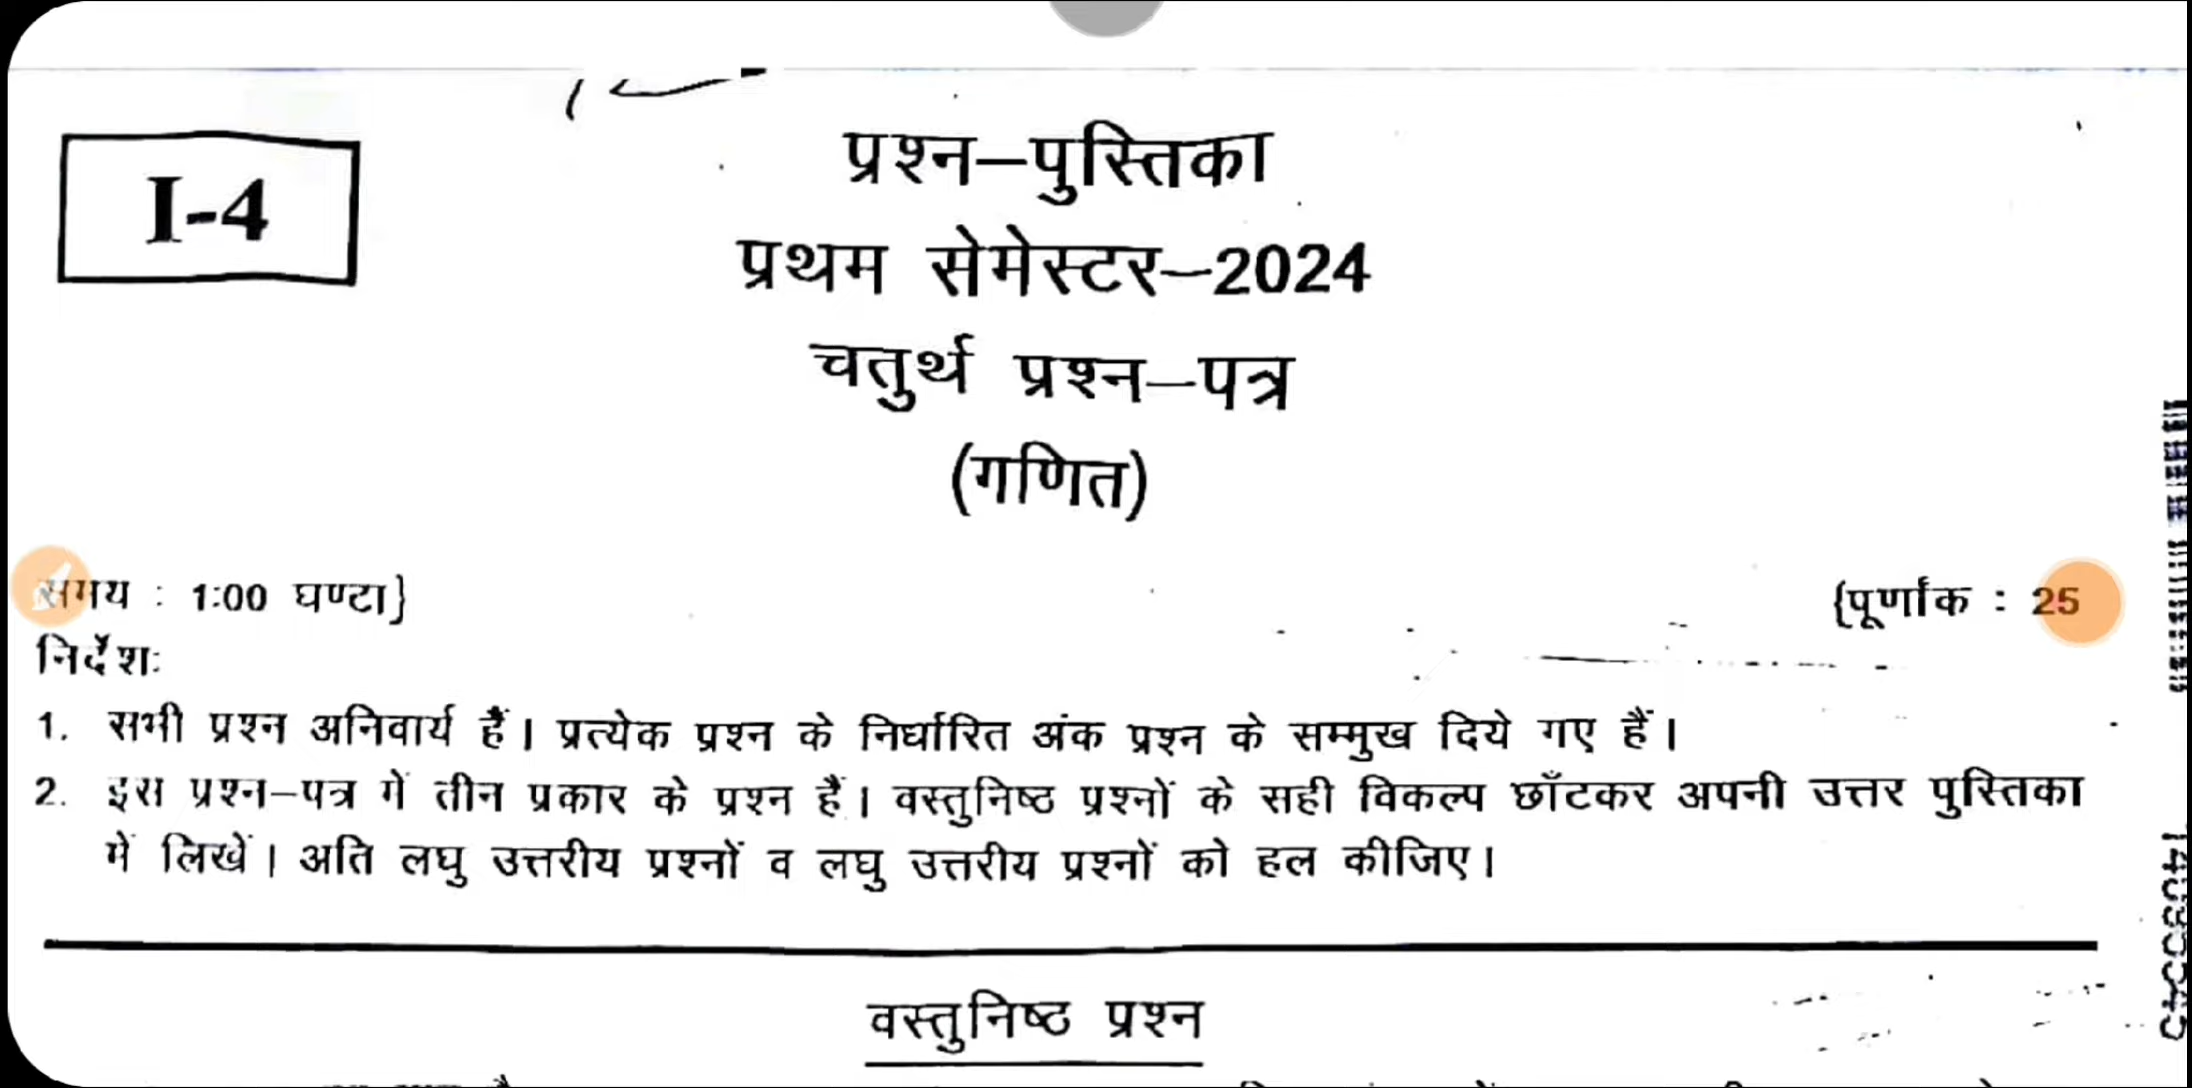 I-4
प्रश्न–पुस्तिका
प्रथम सेमेस्टर–2024
चतुर्थ प्रश्न–पत्र
(गणित)
समय : 1:00 घण्टा} {पूर्णांक : 25
निर्देशः
1. सभी प्रश्न अनिवार्य हैं। प्रत्येक प्रश्न के निर्धारित अंक प्रश्न के सम्मुख दिये गए हैं।
2. इस प्रश्न–पत्र में तीन प्रकार के प्रश्न हैं। वस्तुनिष्ठ प्रश्नों के सही विकल्प छाँटकर अपनी उत्तर पुस्तिका
में लिखें। अति लघु उत्तरीय प्रश्नों व लघु उत्तरीय प्रश्नों को हल कीजिए।
वस्तुनिष्ठ प्रश्न